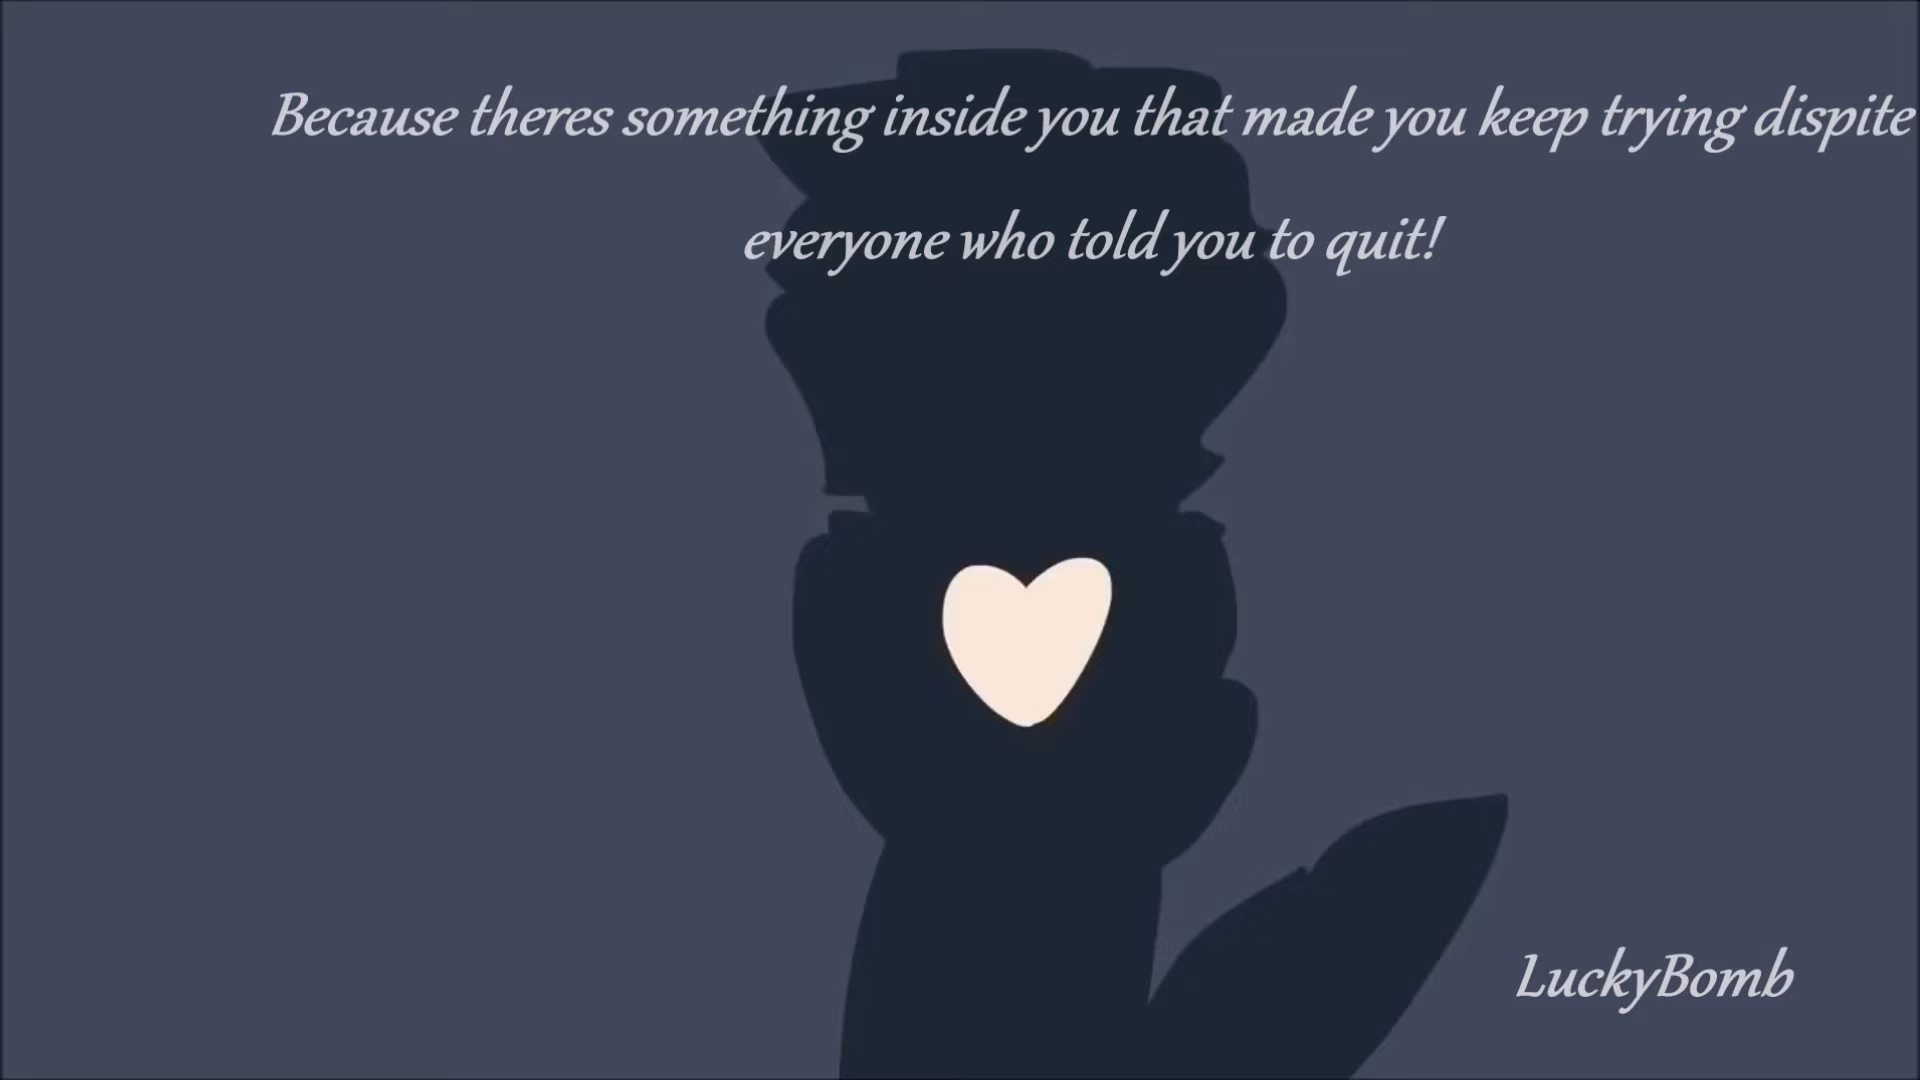 Because theres something inside you that made you keep trying dispite
everyone who told you to quit!
LuckyBomb